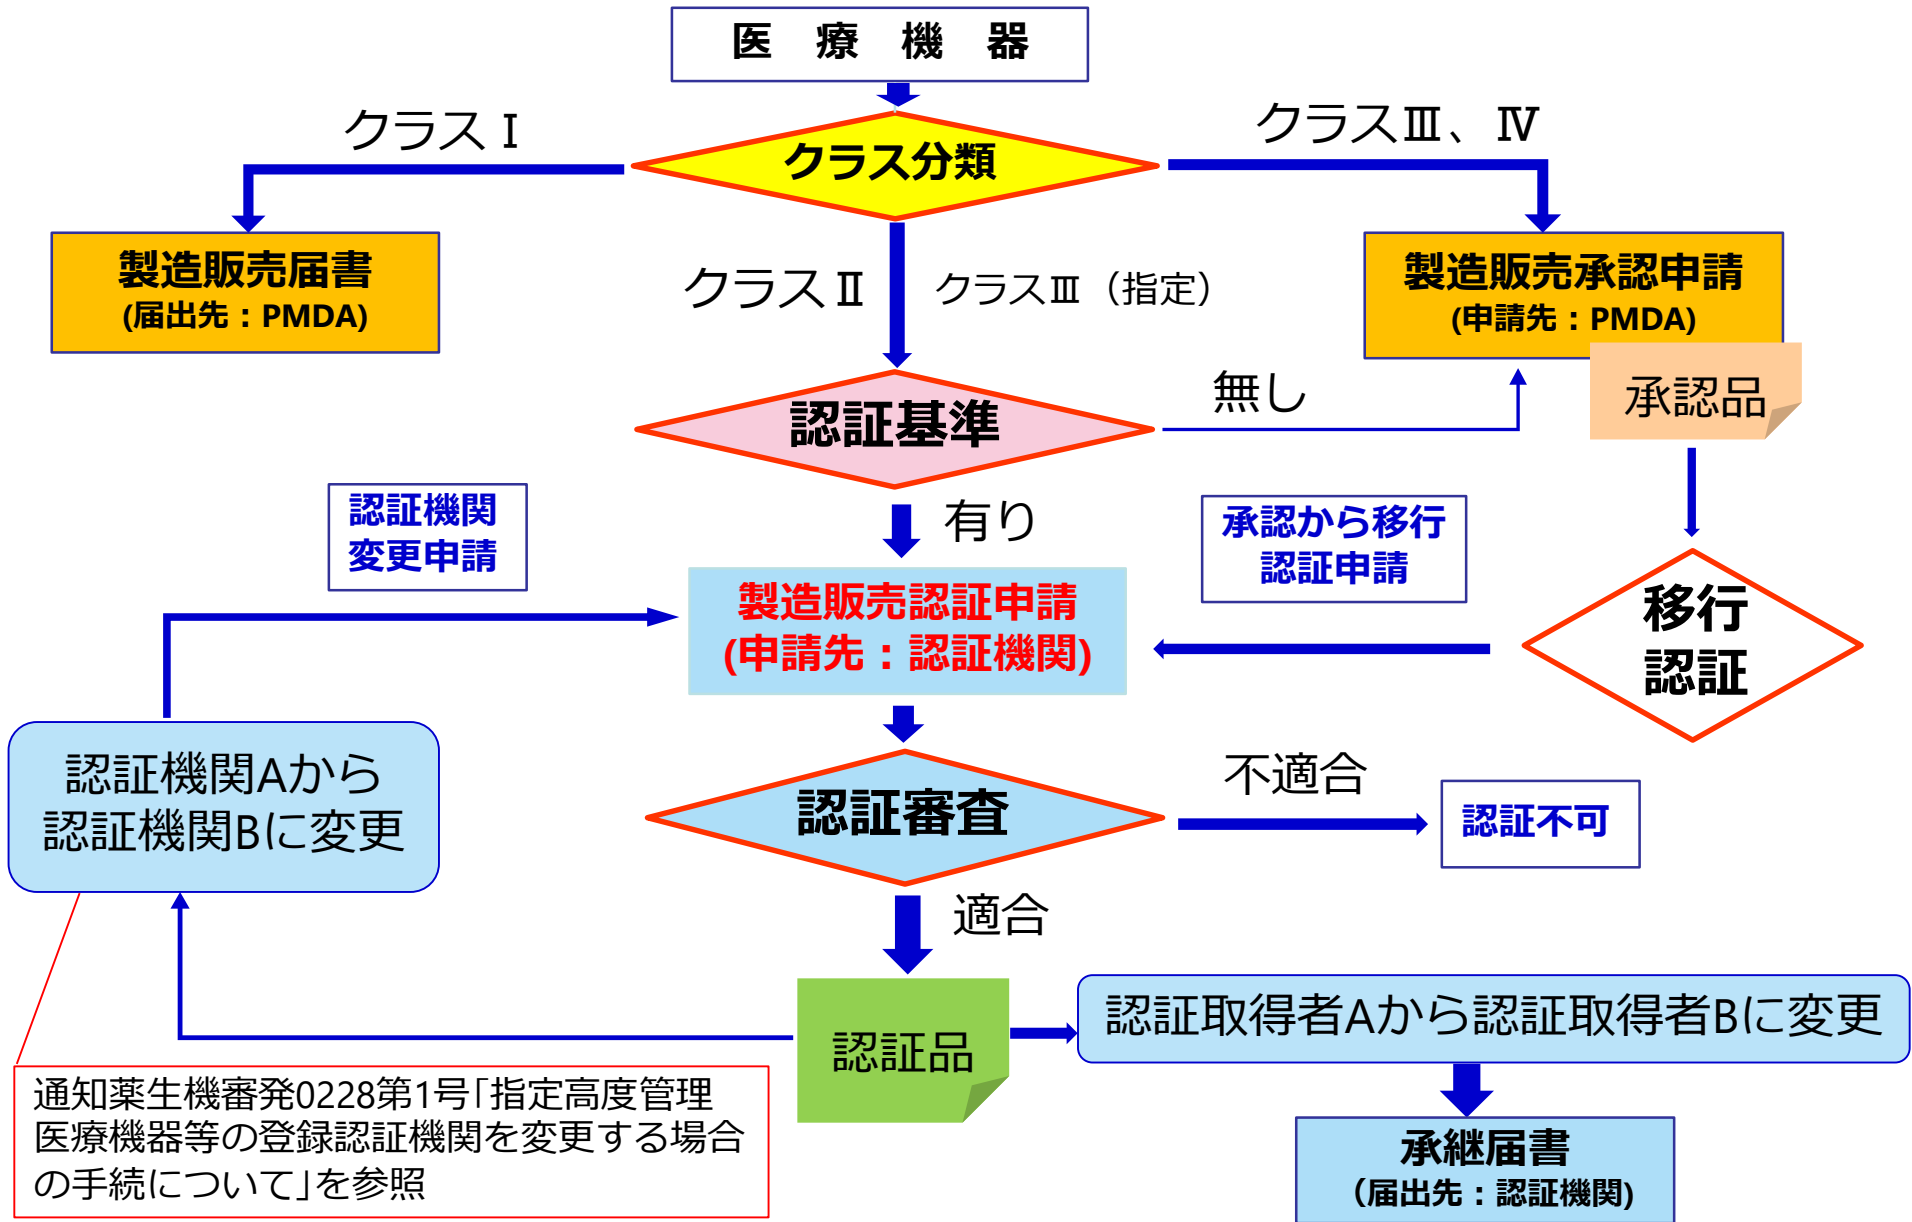 医 療 機 器
クラスⅠ
クラス分類
クラスⅢ、Ⅳ
製造販売届書
(届出先：PMDA)
クラスⅡ
クラスⅢ（指定）
製造販売承認申請
(申請先：PMDA)
承認品
認証基準
無し
有り
認証機関
変更申請
承認から移行
認証申請
製造販売認証申請
(申請先：認証機関)
移行
認証
認証機関Aから
認証機関Bに変更
認証審査
不適合
認証不可
適合
認証品
認証取得者Aから認証取得者Bに変更
通知薬生機審発0228第1号｢指定高度管理
医療機器等の登録認証機関を変更する場合
の手続について｣を参照
承継届書
（届出先：認証機関)